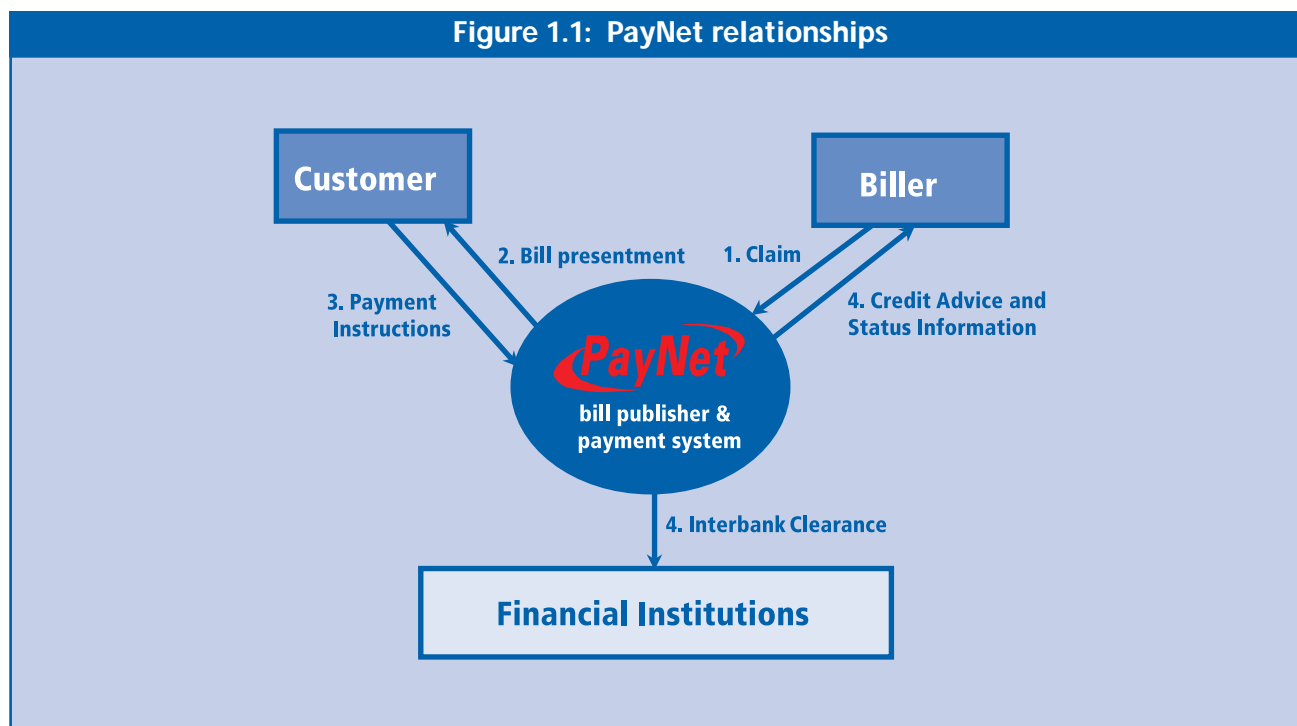 Figure 1.1: PayNet relationships
Customer
Biller
2. Bill presentment
1. Claim
3. Payment
Instructions
4. Credit Advice and
Status Information
PayNet
bill publisher &
payment system
4. Interbank Clearance
Financial Institutions